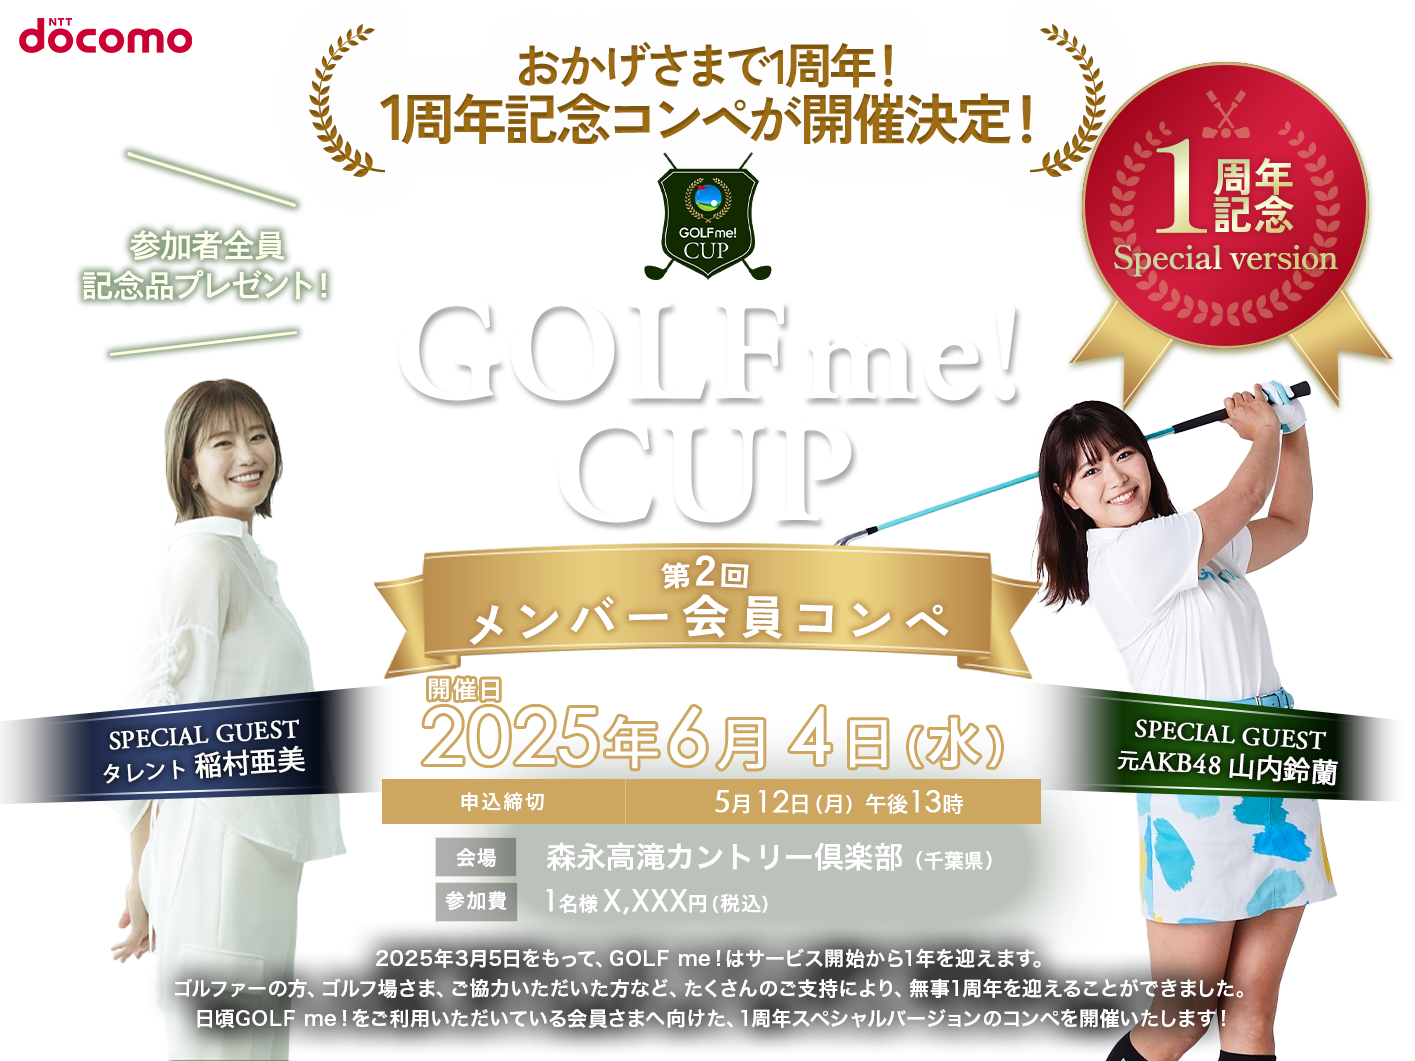 NTT
döcomo
おかげさまで1周年！
1周年記念コンペが開催決定！
GOLFme!
CUP
1周年
記念
Special version
参加者全員
記念品プレゼント！
GOLF me!
CUP
第2回
メンバー会員コンペ
開催日
2025年6月4日（水）
申込締切 5月12日（月） 午後13時
会場 森永高滝カントリー倶楽部（千葉県）
参加費 1名様 X,XXX円（税込）
SPECIAL GUEST
タレント 稲村亜美
SPECIAL GUEST
元AKB48 山内鈴蘭
2025年3月5日をもって、GOLF me！はサービス開始から1年を迎えます。
ゴルファーの方、ゴルフ場さま、ご協力いただいた方など、たくさんのご支持により、無事1周年を迎えることができました。
日頃GOLF me！をご利用いただいている会員さまへ向けた、1周年スペシャルバージョンのコンペを開催いたします！